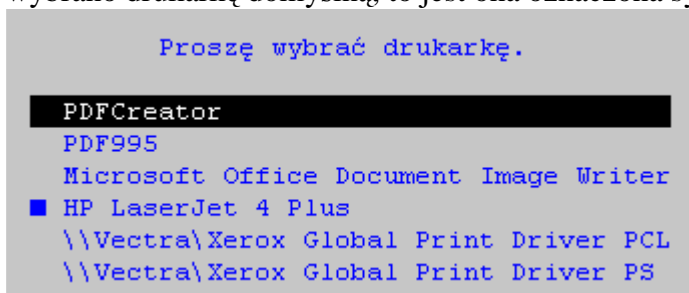 Proszę wybrać drukarkę.
PDFCreator
PDF995
Microsoft Office Document Image Writer
■ HP LaserJet 4 Plus
\\Vectra\Xerox Global Print Driver PCL
\\Vectra\Xerox Global Print Driver PS